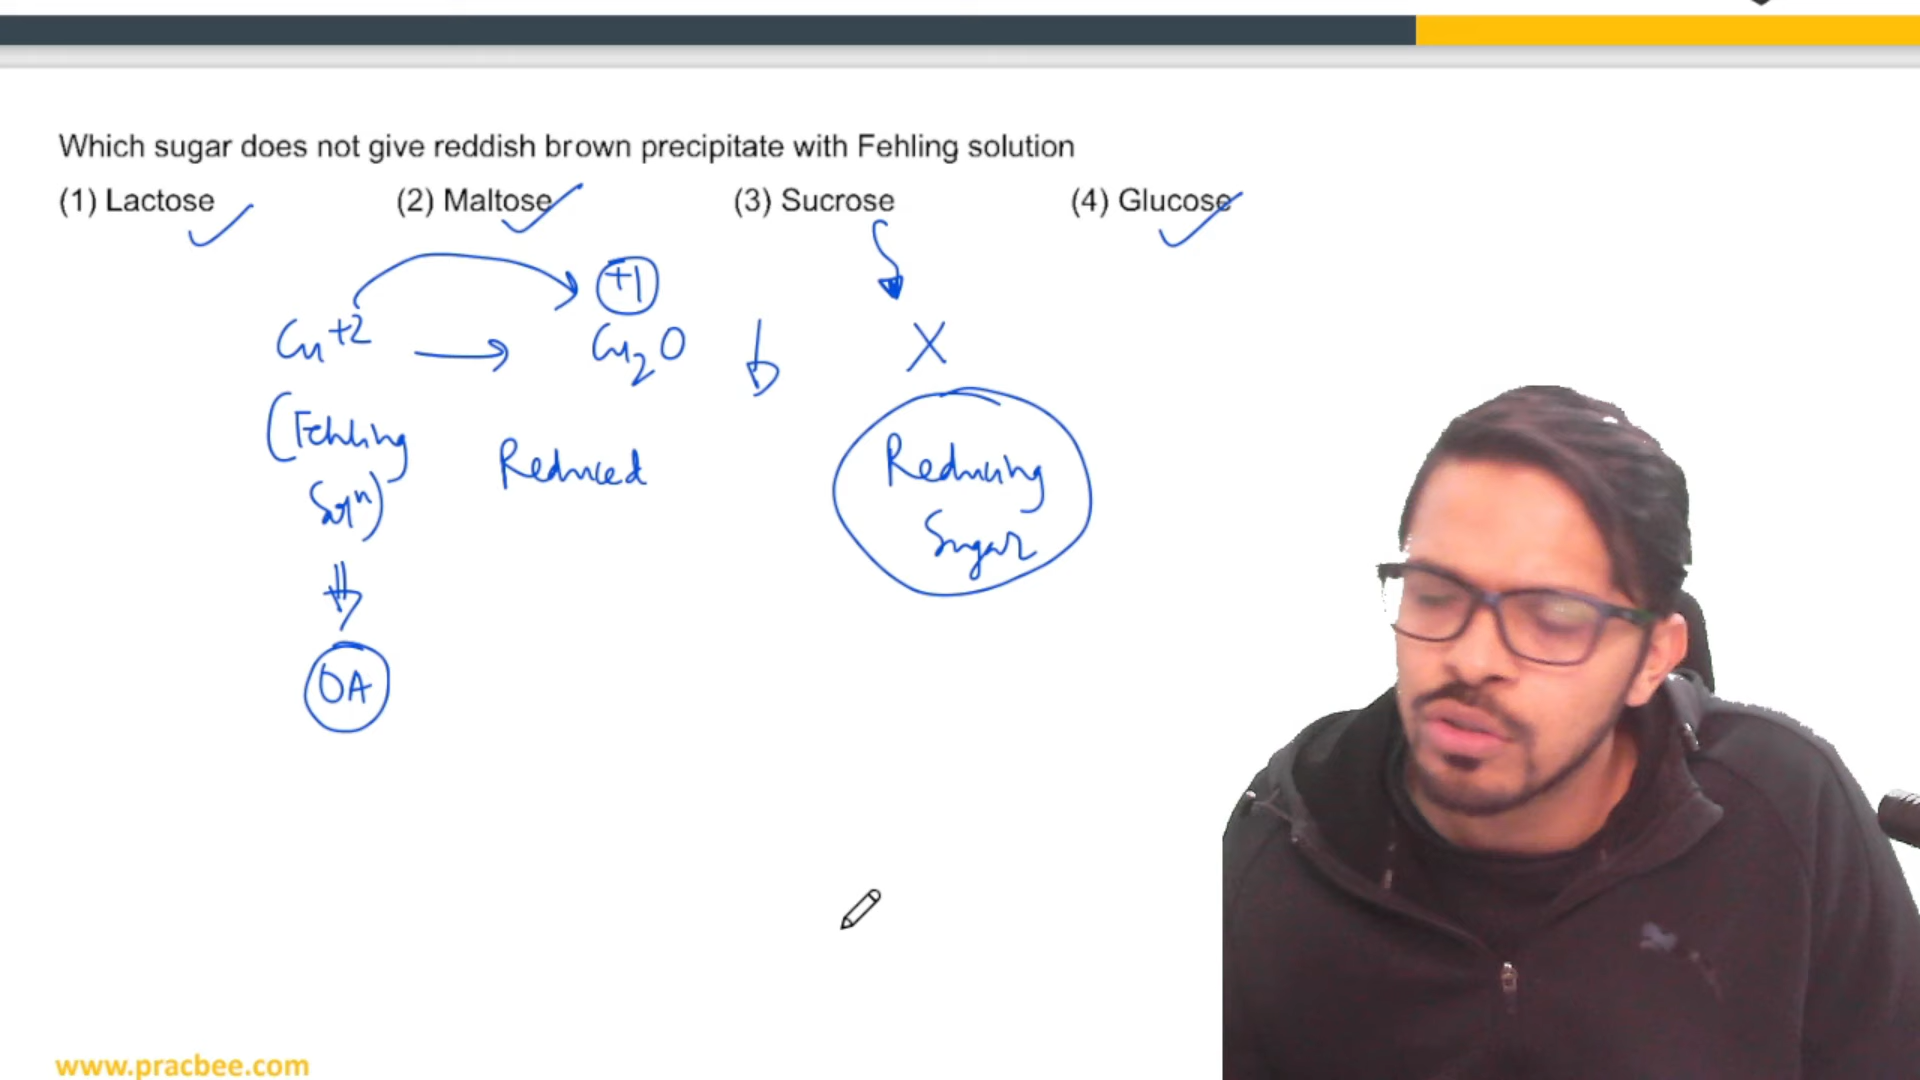 Which sugar does not give reddish brown precipitate with Fehling solution
(1) Lactose (2) Maltose (3) Sucrose (4) Glucose
+1
Cu+2 → Cu2O ↓ X
(Fehling
Solⁿ)
Reduced
Reducing
Sugar
OA
www.pracbee.com